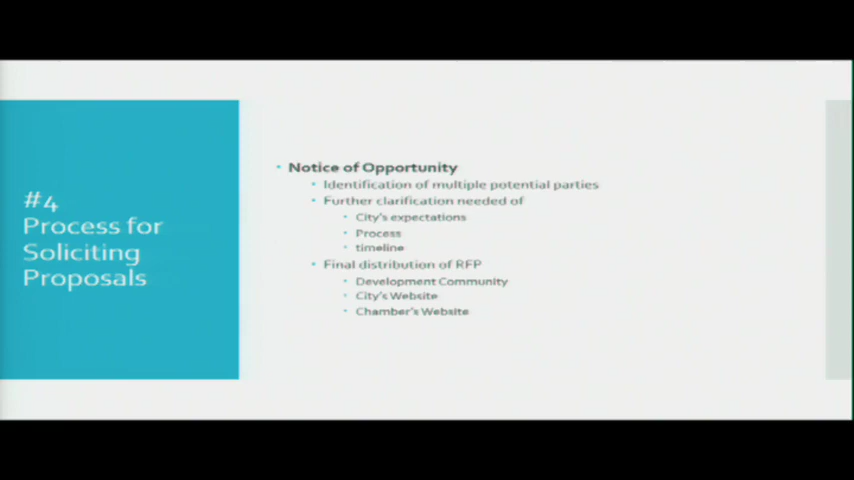 #4
Process for
Soliciting
Proposals
Notice of Opportunity
Identification of multiple potential parties
Further clarification needed of
City's expectations
Process
timeline
Final distribution of RFP
Development Community
City's Website
Chamber's Website